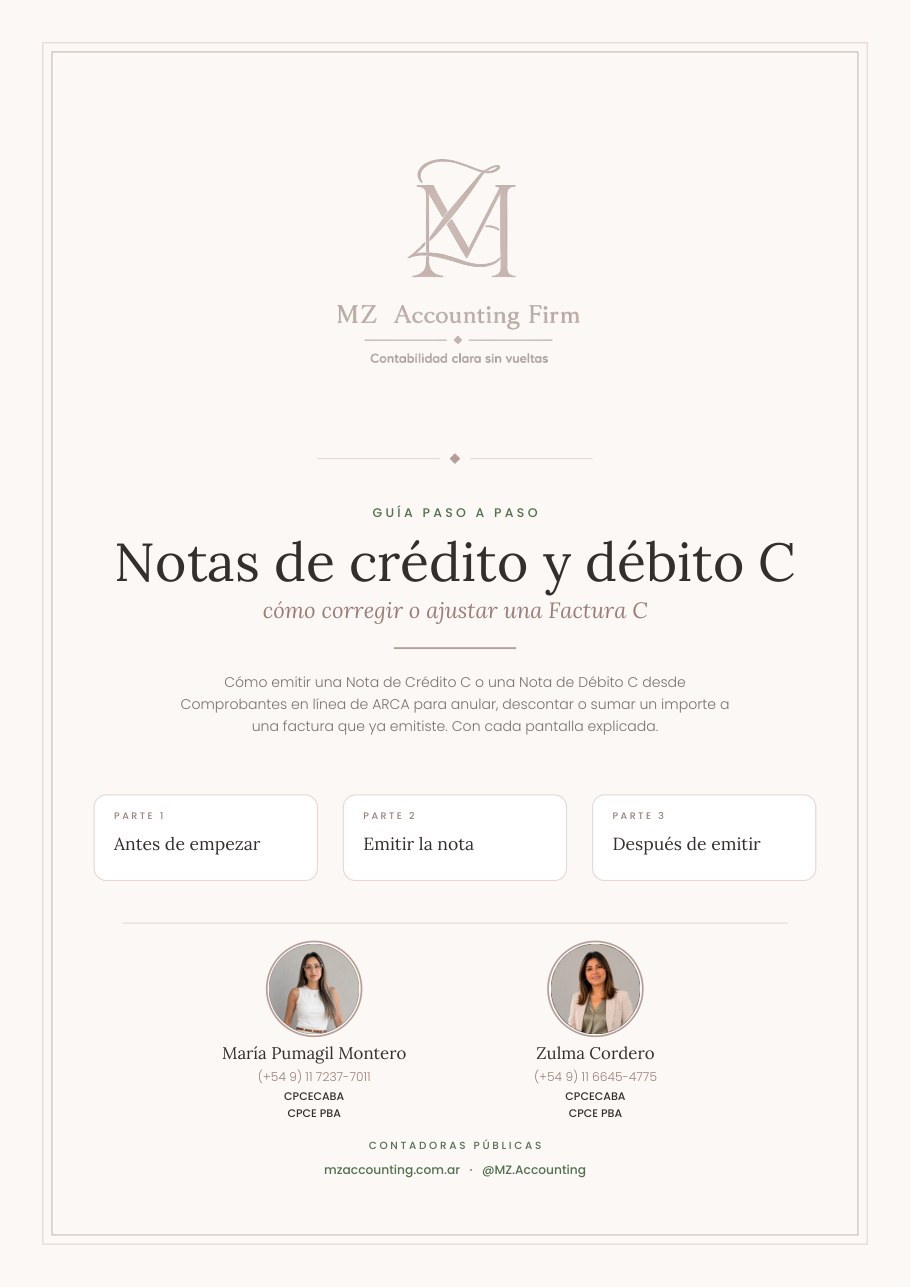 MZ Accounting Firm
Contabilidad clara sin vueltas
GUÍA PASO A PASO
Notas de crédito y débito C
cómo corregir o ajustar una Factura C
Cómo emitir una Nota de Crédito C o una Nota de Débito C desde
Comprobantes en línea de ARCA para anular, descontar o sumar un importe a
una factura que ya emitiste. Con cada pantalla explicada.
PARTE 1
Antes de empezar
PARTE 2
Emitir la nota
PARTE 3
Después de emitir
María Pumagil Montero
(+54 9) 11 7237-7011
CPCECABA
CPCE PBA
Zulma Cordero
(+54 9) 11 6645-4775
CPCECABA
CPCE PBA
CONTADORAS PÚBLICAS
mzaccounting.com.ar · @MZ.Accounting